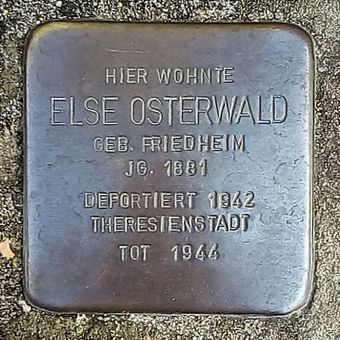 HIER WOHNTE
ELSE OSTERWALD
GEB. FRIEDHEIM
JG. 1881
DEPORTIERT 1942
THERESIENSTADT
TOT 1944